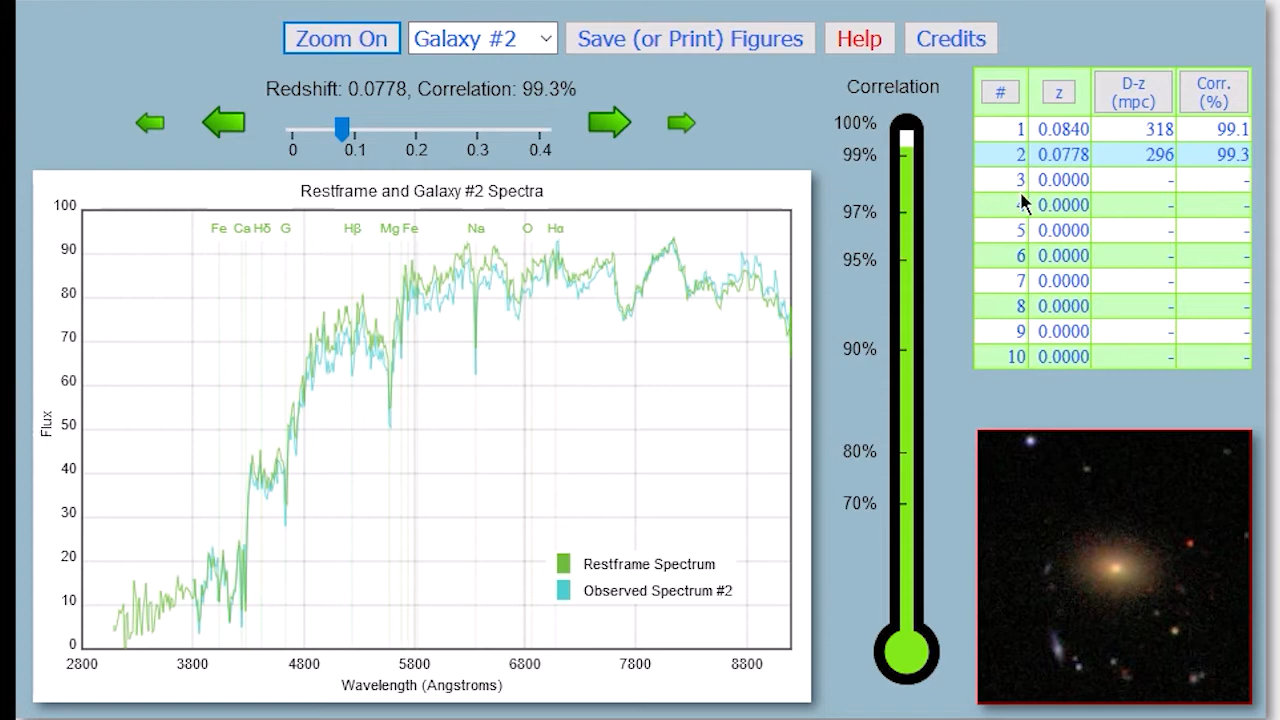 Zoom On Galaxy #2 Save (or Print) Figures Help Credits
Redshift: 0.0778, Correlation: 99.3%
0 0.1 0.2 0.3 0.4
Restframe and Galaxy #2 Spectra
Fe Ca Hδ G Hβ Mg Fe Na O Hα
100
90
80
70
60
50
40
30
20
10
0
Flux
2800 3800 4800 5800 6800 7800 8800
Wavelength (Angstroms)
Restframe Spectrum
Observed Spectrum #2
Correlation
100%
99%
97%
95%
90%
80%
70%
# z D-z (mpc) Corr. (%)
1 0.0840 318 99.1
2 0.0778 296 99.3
3 0.0000 - -
0.0000 - -
5 0.0000 - -
6 0.0000 - -
7 0.0000 - -
8 0.0000 - -
9 0.0000 - -
10 0.0000 - -